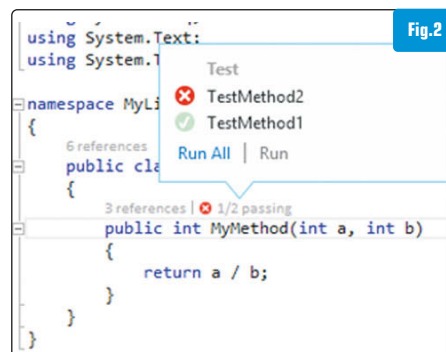 Fig.2
using System.Text;
using System.T
Test
TestMethod2
TestMethod1
Run All | Run
namespace MyLi
{
6 references
public cla
{
3 references | 1/2 passing
public int MyMethod(int a, int b)
{
return a / b;
}
}
}